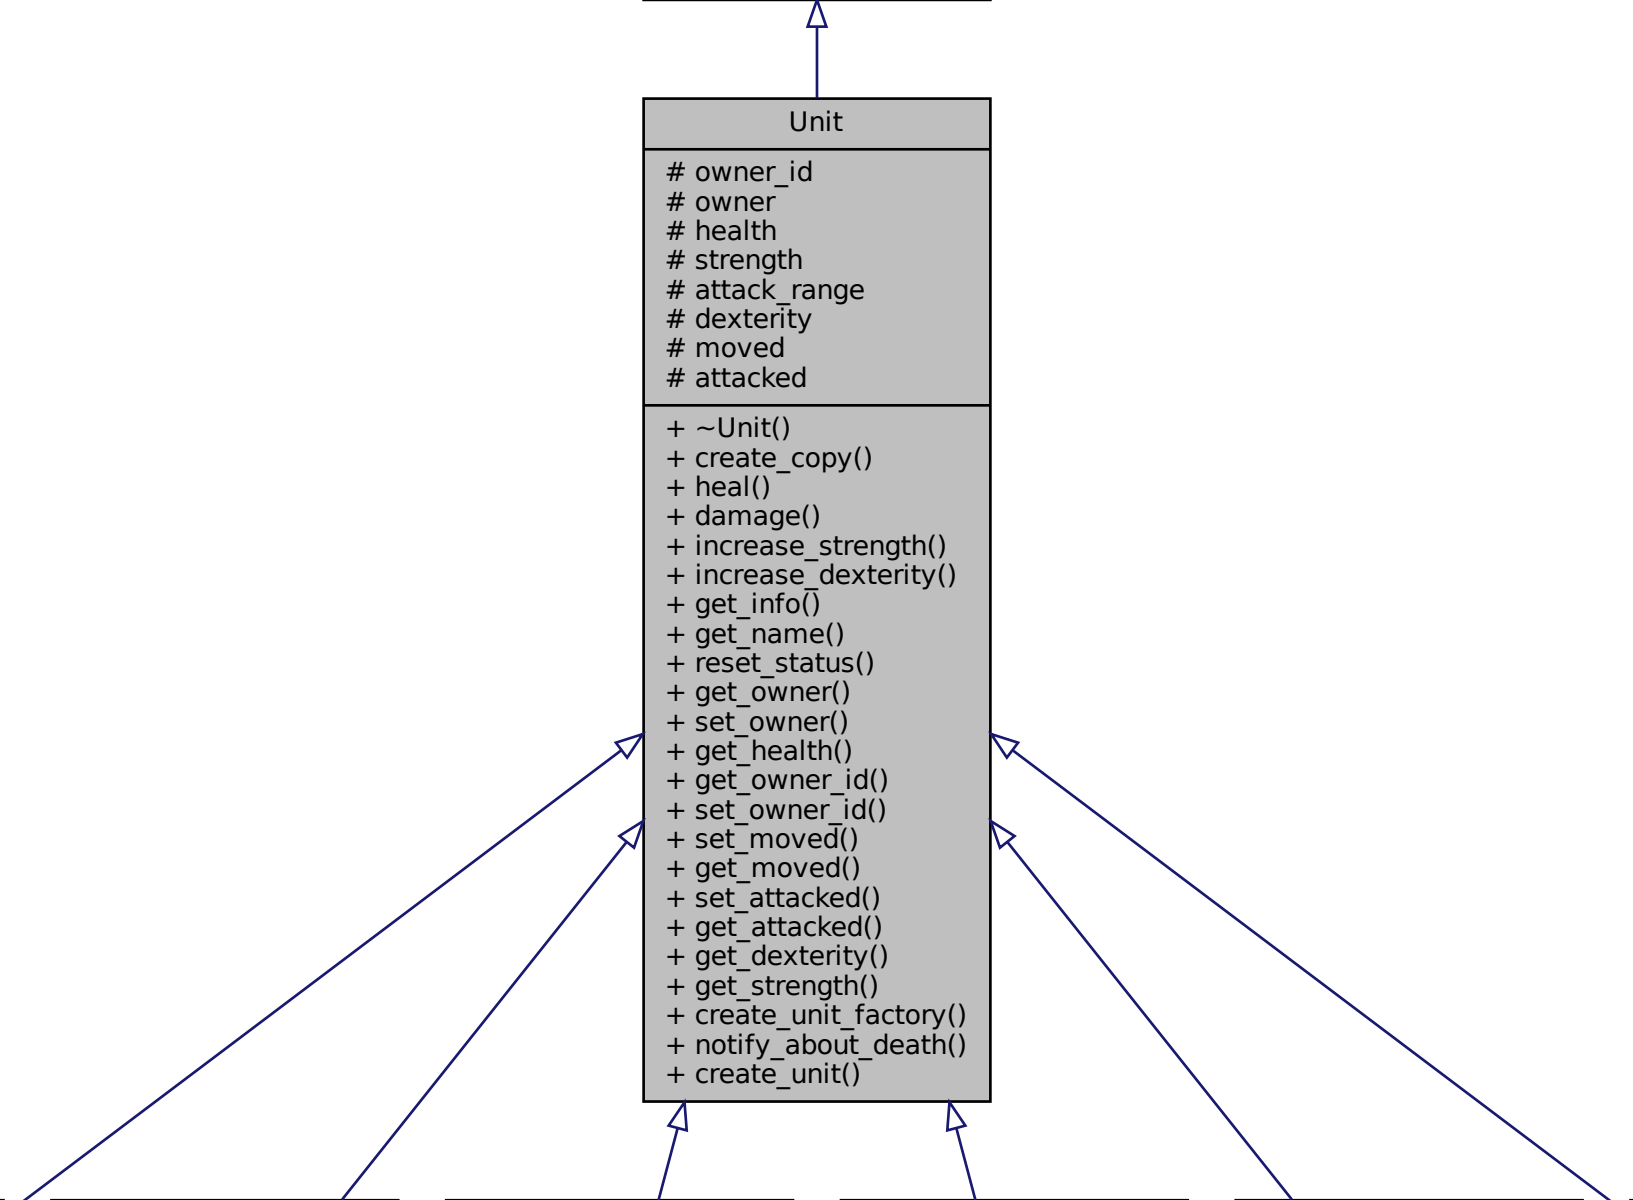 Unit
# owner_id
# owner
# health
# strength
# attack_range
# dexterity
# moved
# attacked
+ ~Unit()
+ create_copy()
+ heal()
+ damage()
+ increase_strength()
+ increase_dexterity()
+ get_info()
+ get_name()
+ reset_status()
+ get_owner()
+ set_owner()
+ get_health()
+ get_owner_id()
+ set_owner_id()
+ set_moved()
+ get_moved()
+ set_attacked()
+ get_attacked()
+ get_dexterity()
+ get_strength()
+ create_unit_factory()
+ notify_about_death()
+ create_unit()